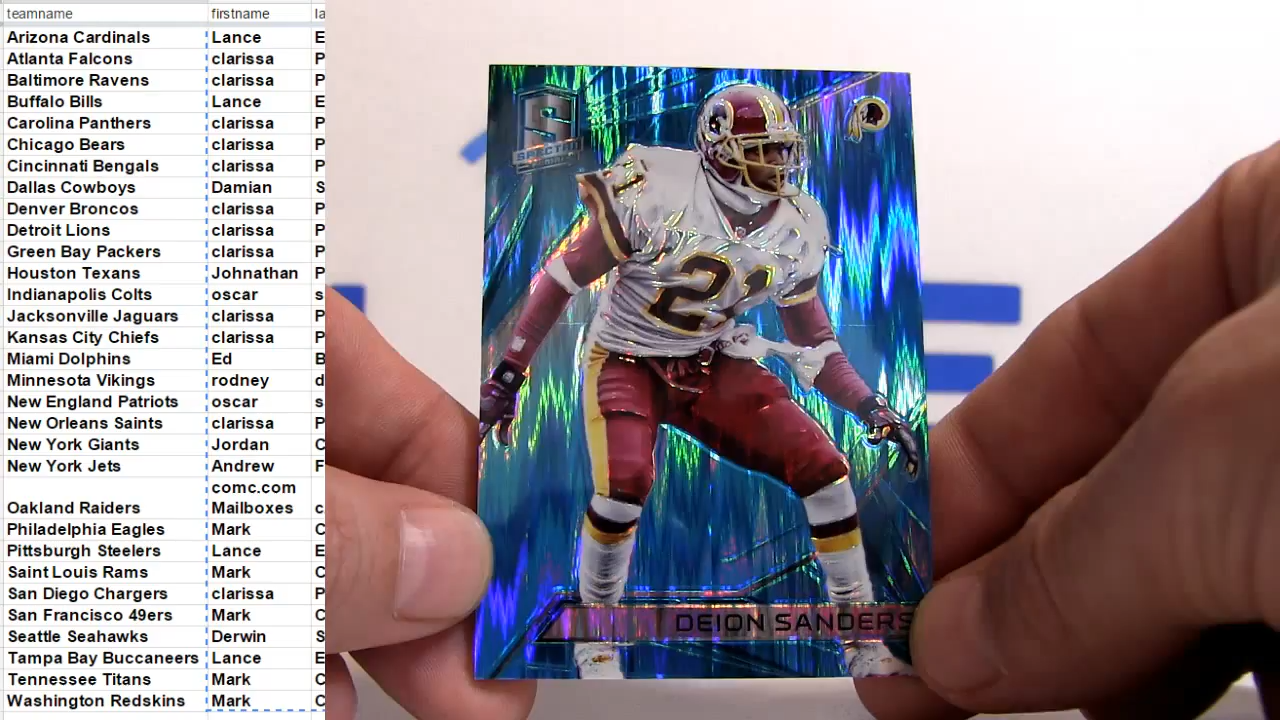 teamname firstname la
Arizona Cardinals Lance E
Atlanta Falcons clarissa P
Baltimore Ravens clarissa P
Buffalo Bills Lance E
Carolina Panthers clarissa P
Chicago Bears clarissa P
Cincinnati Bengals clarissa P
Dallas Cowboys Damian S
Denver Broncos clarissa P
Detroit Lions clarissa P
Green Bay Packers clarissa P
Houston Texans Johnathan P
Indianapolis Colts oscar s
Jacksonville Jaguars clarissa P
Kansas City Chiefs clarissa P
Miami Dolphins Ed B
Minnesota Vikings rodney d
New England Patriots oscar s
New Orleans Saints clarissa P
New York Giants Jordan C
New York Jets Andrew F
comc.com
Oakland Raiders Mailboxes c
Philadelphia Eagles Mark C
Pittsburgh Steelers Lance E
Saint Louis Rams Mark C
San Diego Chargers clarissa P
San Francisco 49ers Mark C
Seattle Seahawks Derwin S
Tampa Bay Buccaneers Lance E
Tennessee Titans Mark C
Washington Redskins Mark C
S
SPECTRA
21
DEION SANDERS